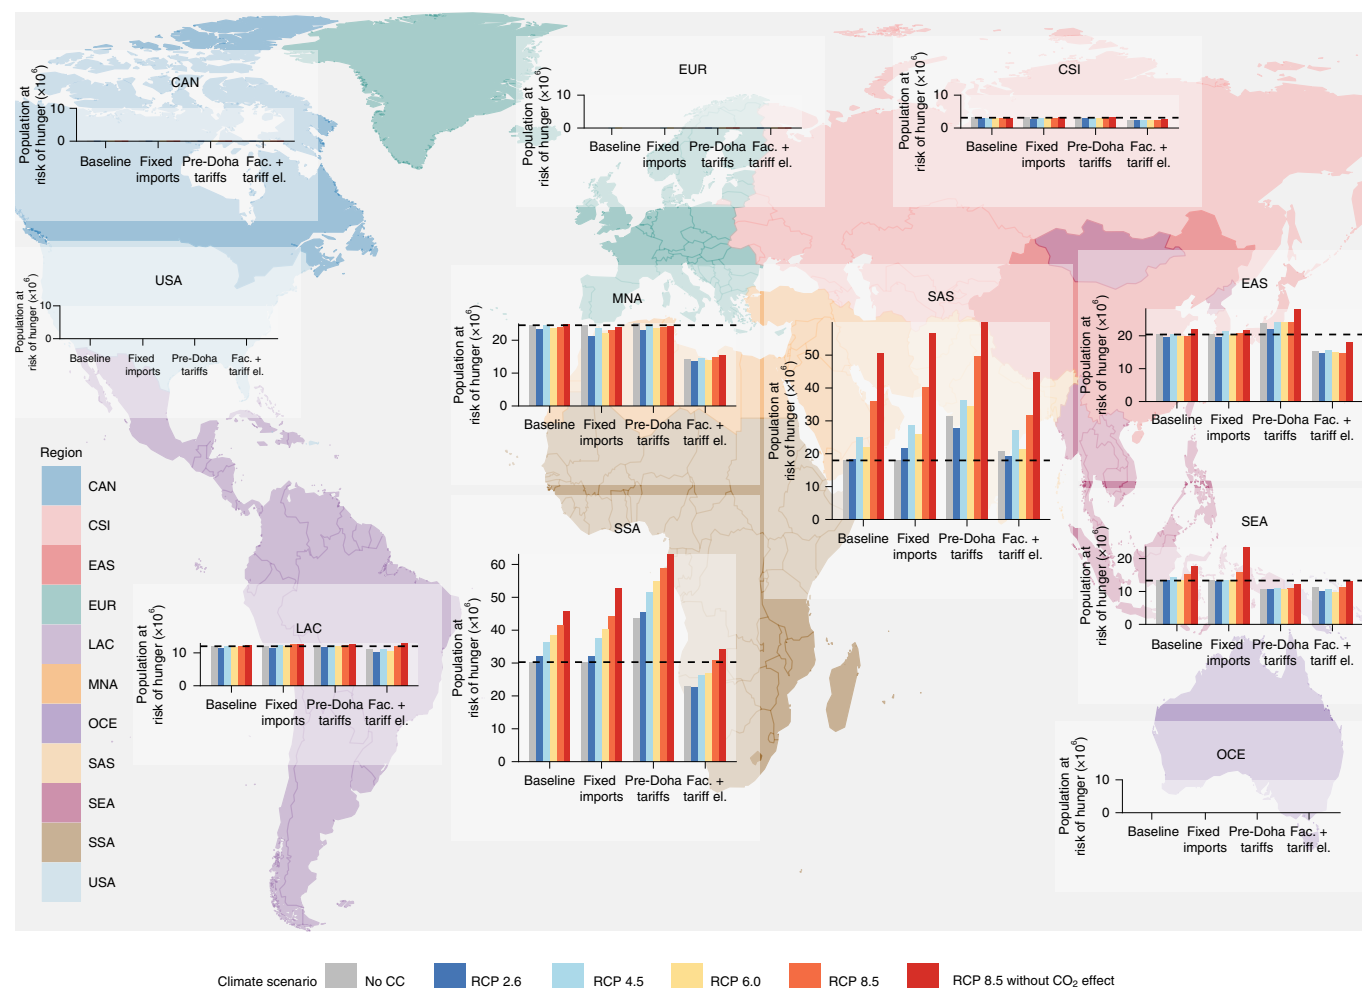 CAN
Population at
risk of hunger (×10⁶)
10
0
Baseline
Fixed
imports
Pre-Doha
tariffs
Fac. +
tariff el.
EUR
Population at
risk of hunger (×10⁶)
10
0
Baseline
Fixed
imports
Pre-Doha
tariffs
Fac. +
tariff el.
CSI
Population at
risk of hunger (×10⁶)
10
0
Baseline
Fixed
imports
Pre-Doha
tariffs
Fac. +
tariff el.
USA
Population at
risk of hunger (×10⁶)
10
0
Baseline
Fixed
imports
Pre-Doha
tariffs
Fac. +
tariff el.
MNA
Population at
risk of hunger (×10⁶)
20
10
0
Baseline
Fixed
imports
Pre-Doha
tariffs
Fac. +
tariff el.
SAS
Population at
risk of hunger (×10⁶)
50
40
30
20
10
0
Baseline
Fixed
imports
Pre-Doha
tariffs
Fac. +
tariff el.
EAS
Population at
risk of hunger (×10⁶)
20
10
0
Baseline
Fixed
imports
Pre-Doha
tariffs
Fac. +
tariff el.
Region
CAN
CSI
EAS
EUR
LAC
MNA
OCE
SAS
SEA
SSA
USA
LAC
Population at
risk of hunger (×10⁶)
10
0
Baseline
Fixed
imports
Pre-Doha
tariffs
Fac. +
tariff el.
SSA
Population at
risk of hunger (×10⁶)
60
50
40
30
20
10
0
Baseline
Fixed
imports
Pre-Doha
tariffs
Fac. +
tariff el.
SEA
Population at
risk of hunger (×10⁶)
20
10
0
Baseline
Fixed
imports
Pre-Doha
tariffs
Fac. +
tariff el.
OCE
Population at
risk of hunger (×10⁶)
10
0
Baseline
Fixed
imports
Pre-Doha
tariffs
Fac. +
tariff el.
Climate scenario No CC RCP 2.6 RCP 4.5 RCP 6.0 RCP 8.5 RCP 8.5 without CO₂ effect